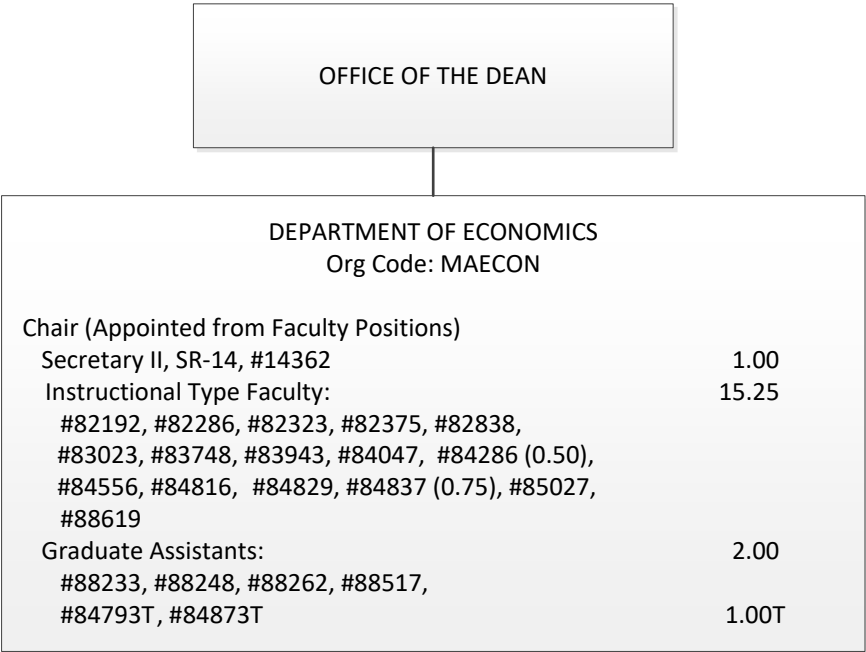 OFFICE OF THE DEAN
DEPARTMENT OF ECONOMICS
Org Code: MAECON
Chair (Appointed from Faculty Positions)
Secretary II, SR-14, #14362 1.00
Instructional Type Faculty: 15.25
#82192, #82286, #82323, #82375, #82838,
#83023, #83748, #83943, #84047, #84286 (0.50),
#84556, #84816, #84829, #84837 (0.75), #85027,
#88619
Graduate Assistants: 2.00
#88233, #88248, #88262, #88517,
#84793T, #84873T 1.00T